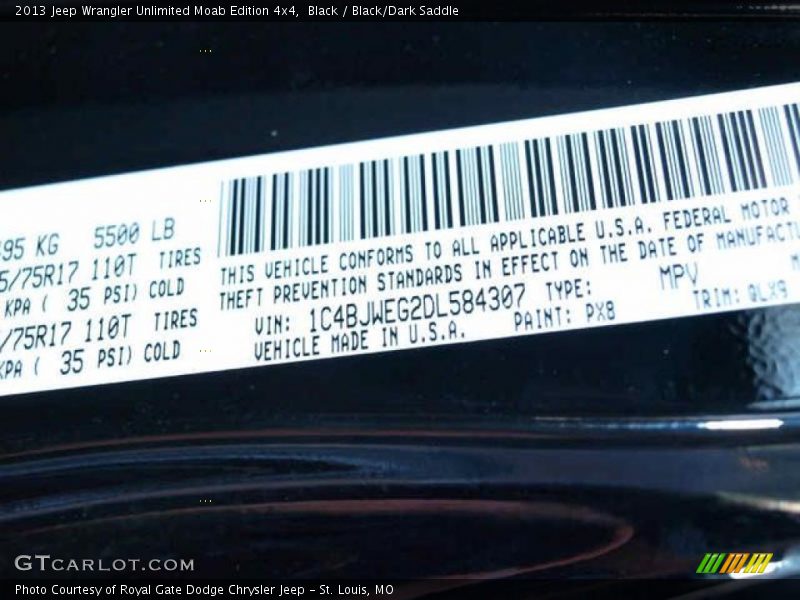 2013 Jeep Wrangler Unlimited Moab Edition 4x4,  Black / Black/Dark Saddle
5500 LB
KG
/75R17 110T TIRES
KPA ( 35 PSI) COLD
/75R17 110T TIRES
KPA ( 35 PSI) COLD
THIS VEHICLE CONFORMS TO ALL APPLICABLE U.S.A. FEDERAL MOTOR
THEFT PREVENTION STANDARDS IN EFFECT ON THE DATE OF MANUFACTU
VIN: 1C4BJWEG2DL584307 TYPE: MPV
VEHICLE MADE IN U.S.A. PAINT: PX8 TRIM: QLX9
GTCARLOT.COM
Photo Courtesy of Royal Gate Dodge Chrysler Jeep - St. Louis, MO